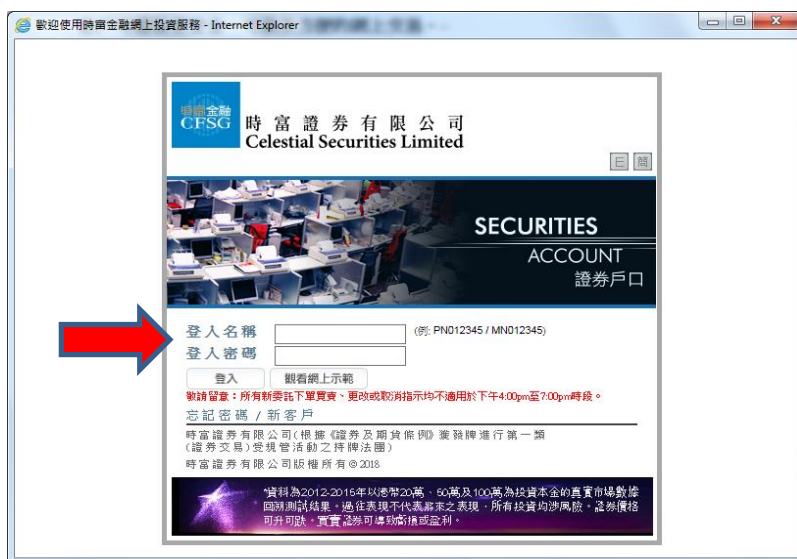 歡迎使用時富金融網上投資服務 - Internet Explorer
時富金融
CFSG
時富證券有限公司
Celestial Securities Limited
E 簡
SECURITIES
ACCOUNT
證券戶口
登入名稱 (例: PN012345 / MN012345)
登入密碼
登入 觀看網上示範
敬請留意：所有新委託下單買賣、更改或取消指示均不適用於下午4:00pm至7:00pm時段。
忘記密碼 / 新客戶
時富證券有限公司(根據《證券及期貨條例》獲發牌進行第一類
(證券交易)受規管活動之持牌法團)
時富證券有限公司版權所有©2018
*資料為2012-2016年以港幣20萬、50萬及100萬為投資本金的真實市場數據
回溯測試結果。過往表現不代表將來之表現。所有投資均涉風險。證券價格
可升可跌。買賣證券可導致虧損或盈利。